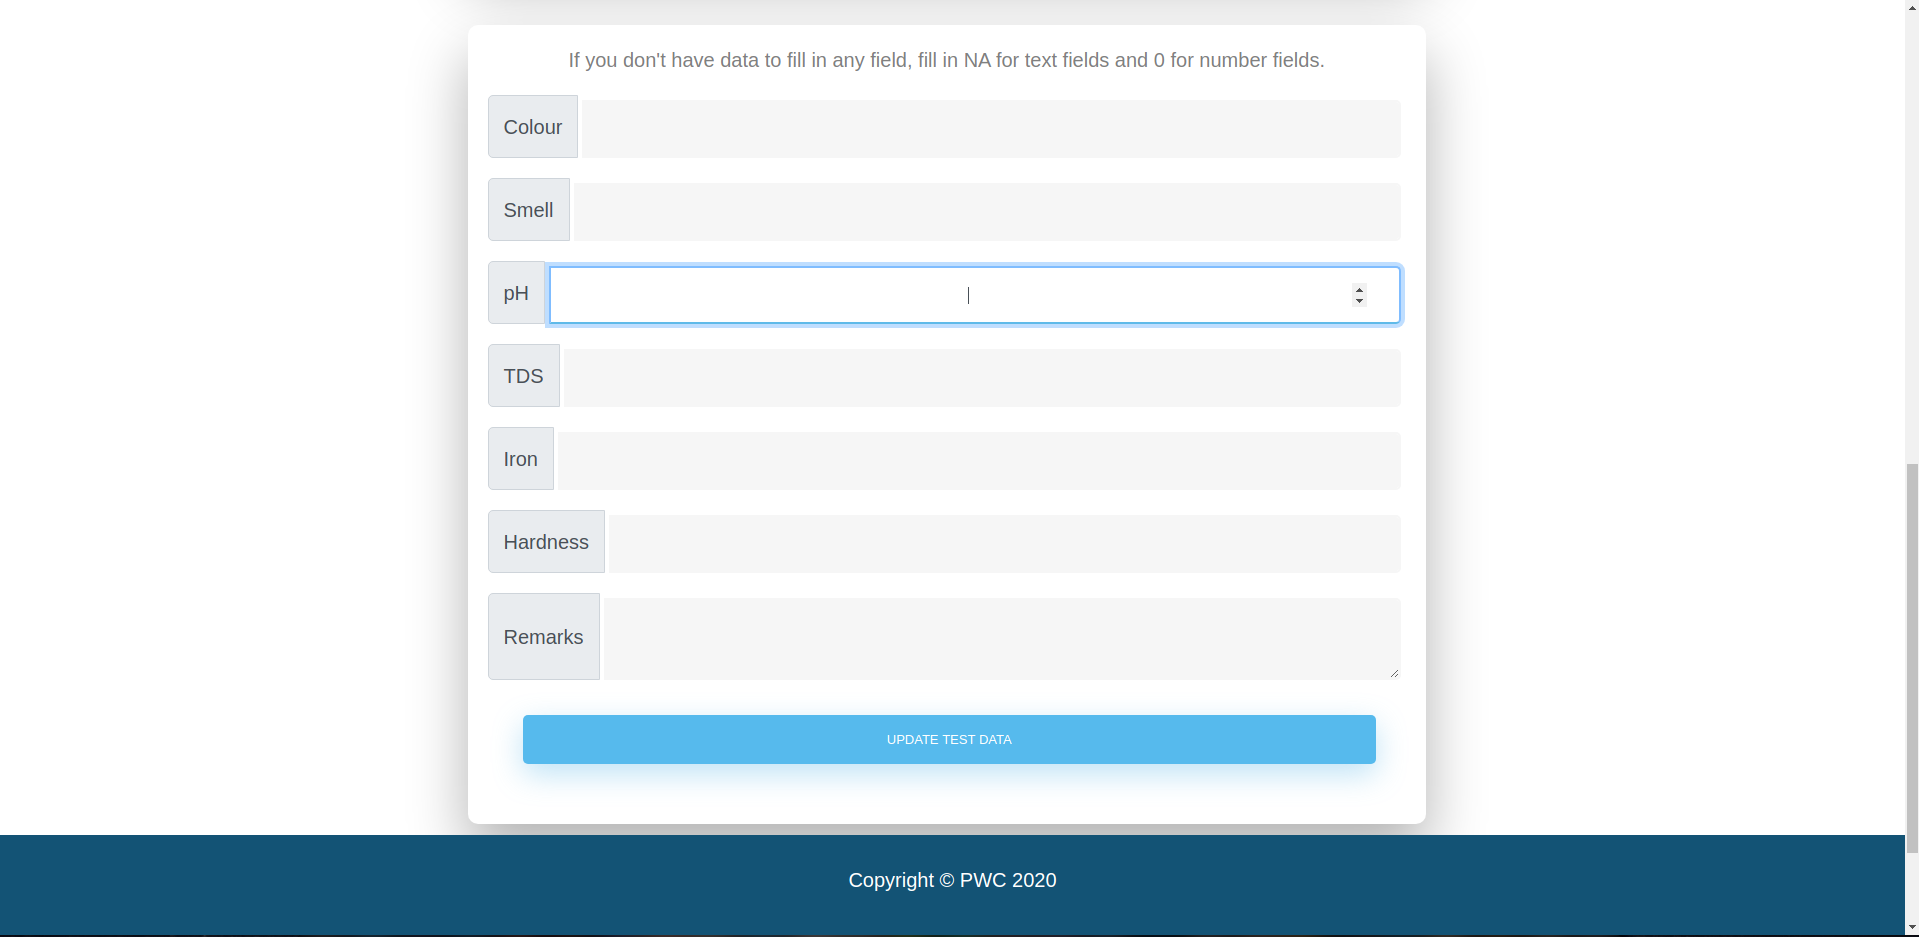 If you don't have data to fill in any field, fill in NA for text fields and 0 for number fields.
Colour
Smell
pH
TDS
Iron
Hardness
Remarks
UPDATE TEST DATA
Copyright © PWC 2020